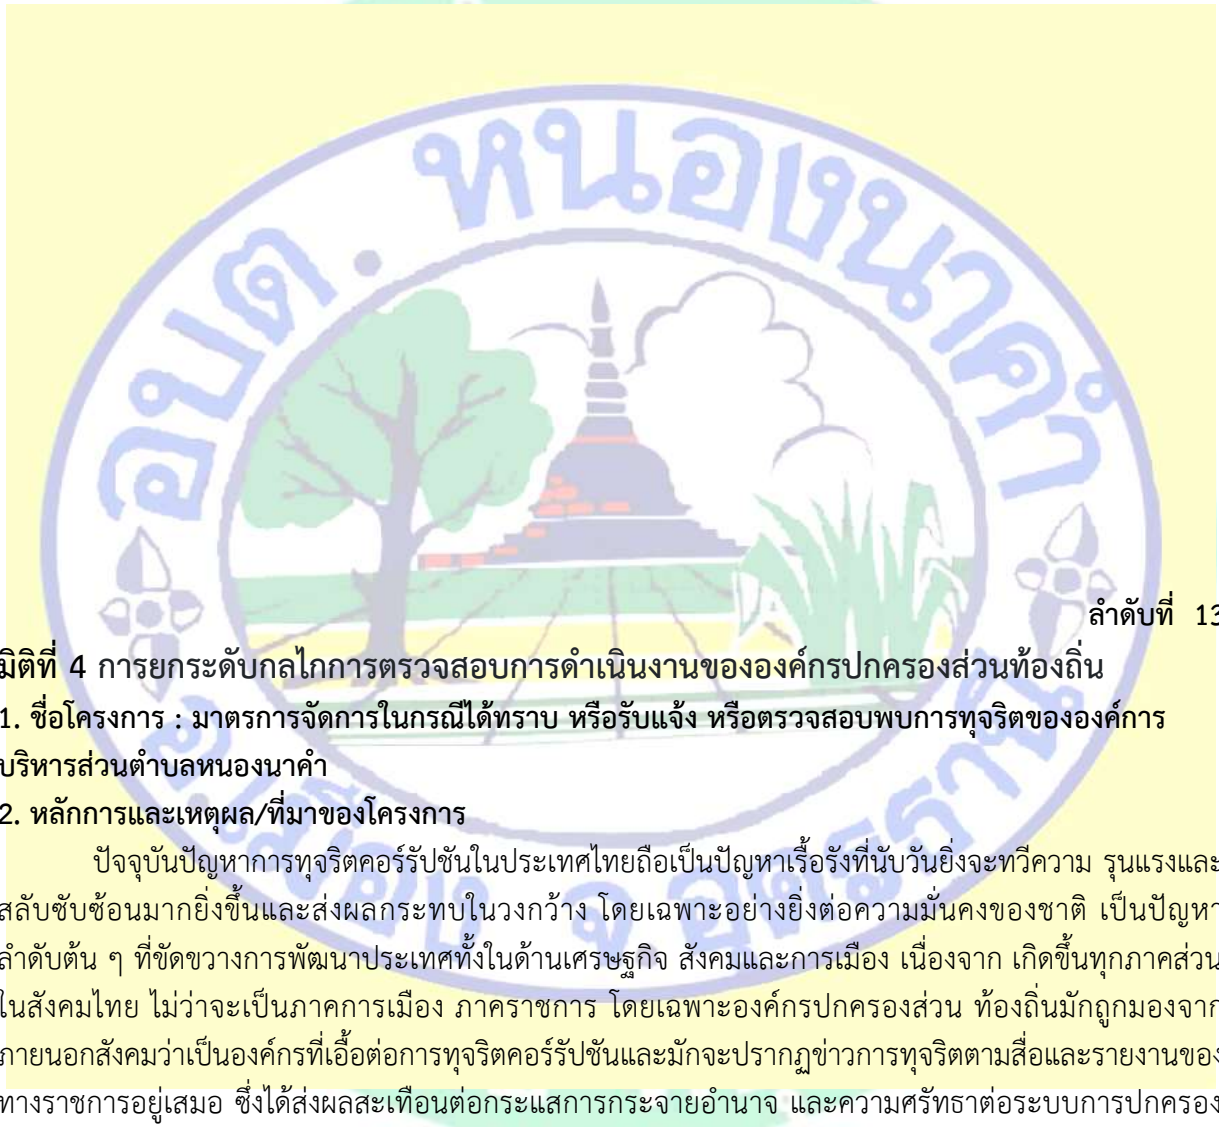 อบต. หนองนาคำ
ลำดับที่ 13
มิติที่ 4 การยกระดับกลไกการตรวจสอบการดำเนินงานขององค์กรปกครองส่วนท้องถิ่น
1. ชื่อโครงการ : มาตรการจัดการในกรณีได้ทราบ หรือรับแจ้ง หรือตรวจสอบพบการทุจริตขององค์การ
บริหารส่วนตำบลหนองนาคำ
2. หลักการและเหตุผล/ที่มาของโครงการ
ปัจจุบันปัญหาการทุจริตคอร์รัปชันในประเทศไทยถือเป็นปัญหาเรื้อรังที่นับวันยิ่งจะทวีความ รุนแรงและ
สลับซับซ้อนมากยิ่งขึ้นและส่งผลกระทบในวงกว้าง โดยเฉพาะอย่างยิ่งต่อความมั่นคงของชาติ เป็นปัญหา
ลำดับต้น ๆ ที่ขัดขวางการพัฒนาประเทศทั้งในด้านเศรษฐกิจ สังคมและการเมือง เนื่องจาก เกิดขึ้นทุกภาคส่วน
ในสังคมไทย ไม่ว่าจะเป็นภาคการเมือง ภาคราชการ โดยเฉพาะองค์กรปกครองส่วน ท้องถิ่นมักถูกมองจาก
ภายนอกสังคมว่าเป็นองค์กรที่เอื้อต่อการทุจริตคอร์รัปชันและมักจะปรากฏข่าวการทุจริตตามสื่อและรายงานของ
ทางราชการอยู่เสมอ ซึ่งได้ส่งผลสะเทือนต่อกระแสการกระจายอำนาจ และความศรัทธาต่อระบบการปกครอง
อ.เมือง จ.อุดรธานี